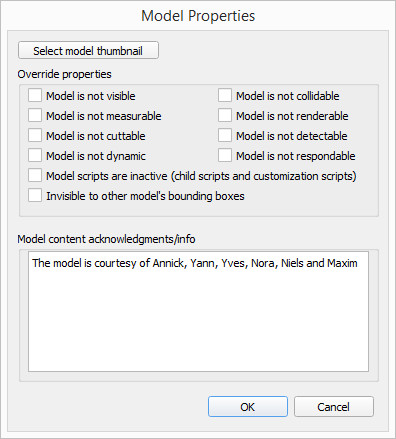 Model Properties
Select model thumbnail
Override properties
Model is not visible
Model is not collidable
Model is not measurable
Model is not renderable
Model is not cuttable
Model is not detectable
Model is not dynamic
Model is not respondable
Model scripts are inactive (child scripts and customization scripts)
Invisible to other model's bounding boxes
Model content acknowledgments/info
The model is courtesy of Annick, Yann, Yves, Nora, Niels and Maxim
OK
Cancel